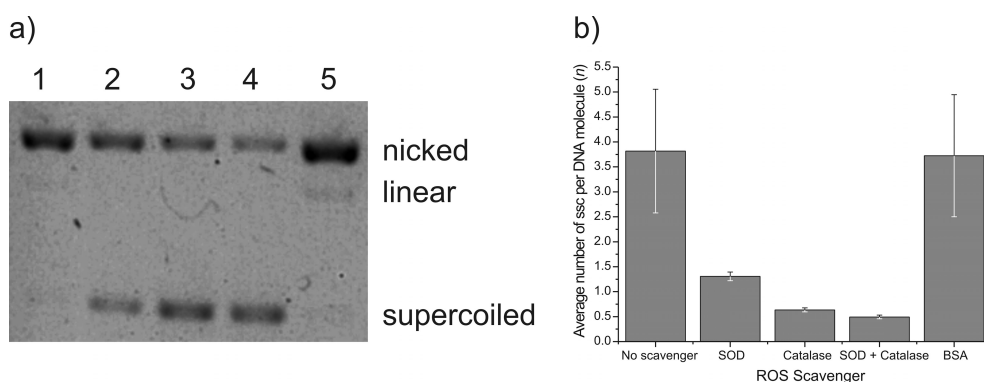 a)
1 2 3 4 5
nicked
linear
supercoiled
b)
Average number of ssc per DNA molecule (n)
5.5
5.0
4.5
4.0
3.5
3.0
2.5
2.0
1.5
1.0
0.5
0.0
No scavenger SOD Catalase SOD + Catalase BSA
ROS Scavenger